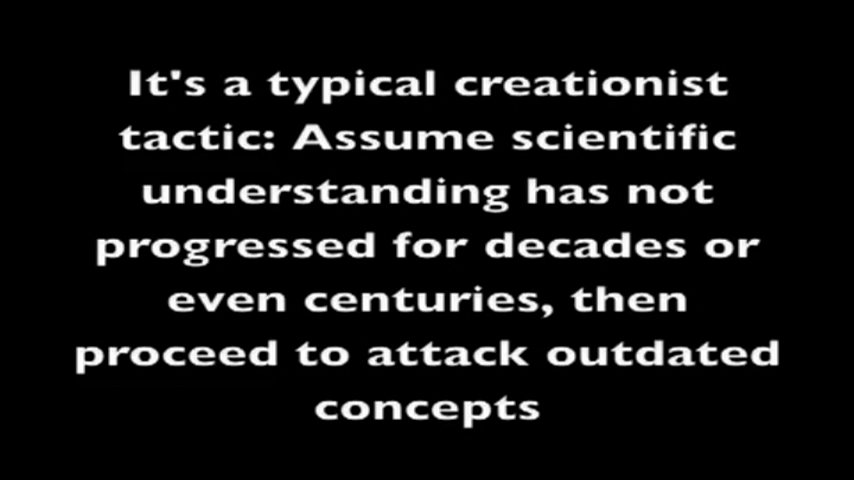 It's a typical creationist
tactic: Assume scientific
understanding has not
progressed for decades or
even centuries, then
proceed to attack outdated
concepts